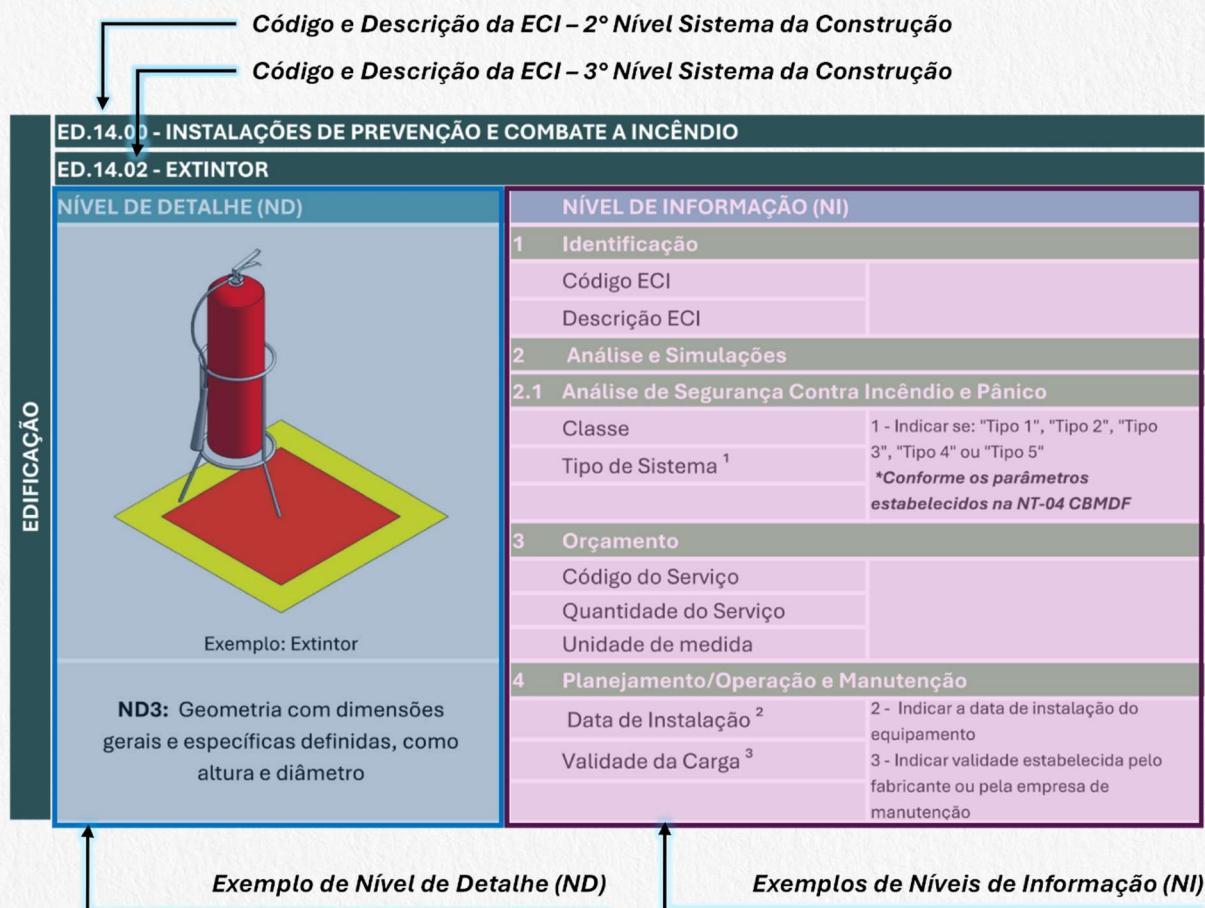 Código e Descrição da ECI – 2° Nível Sistema da Construção
Código e Descrição da ECI – 3° Nível Sistema da Construção
EDIFICAÇÃO
ED.14.00 - INSTALAÇÕES DE PREVENÇÃO E COMBATE A INCÊNDIO
ED.14.02 - EXTINTOR
NÍVEL DE DETALHE (ND)
Exemplo: Extintor
ND3: Geometria com dimensões
gerais e específicas definidas, como
altura e diâmetro
NÍVEL DE INFORMAÇÃO (NI)
1 Identificação
Código ECI
Descrição ECI
2 Análise e Simulações
2.1 Análise de Segurança Contra Incêndio e Pânico
Classe
Tipo de Sistema ¹
1 - Indicar se: "Tipo 1", "Tipo 2", "Tipo
3", "Tipo 4" ou "Tipo 5"
*Conforme os parâmetros
estabelecidos na NT-04 CBMDF
3 Orçamento
Código do Serviço
Quantidade do Serviço
Unidade de medida
4 Planejamento/Operação e Manutenção
Data de Instalação ²
Validade da Carga ³
2 - Indicar a data de instalação do
equipamento
3 - Indicar validade estabelecida pelo
fabricante ou pela empresa de
manutenção
Exemplo de Nível de Detalhe (ND)
Exemplos de Níveis de Informação (NI)